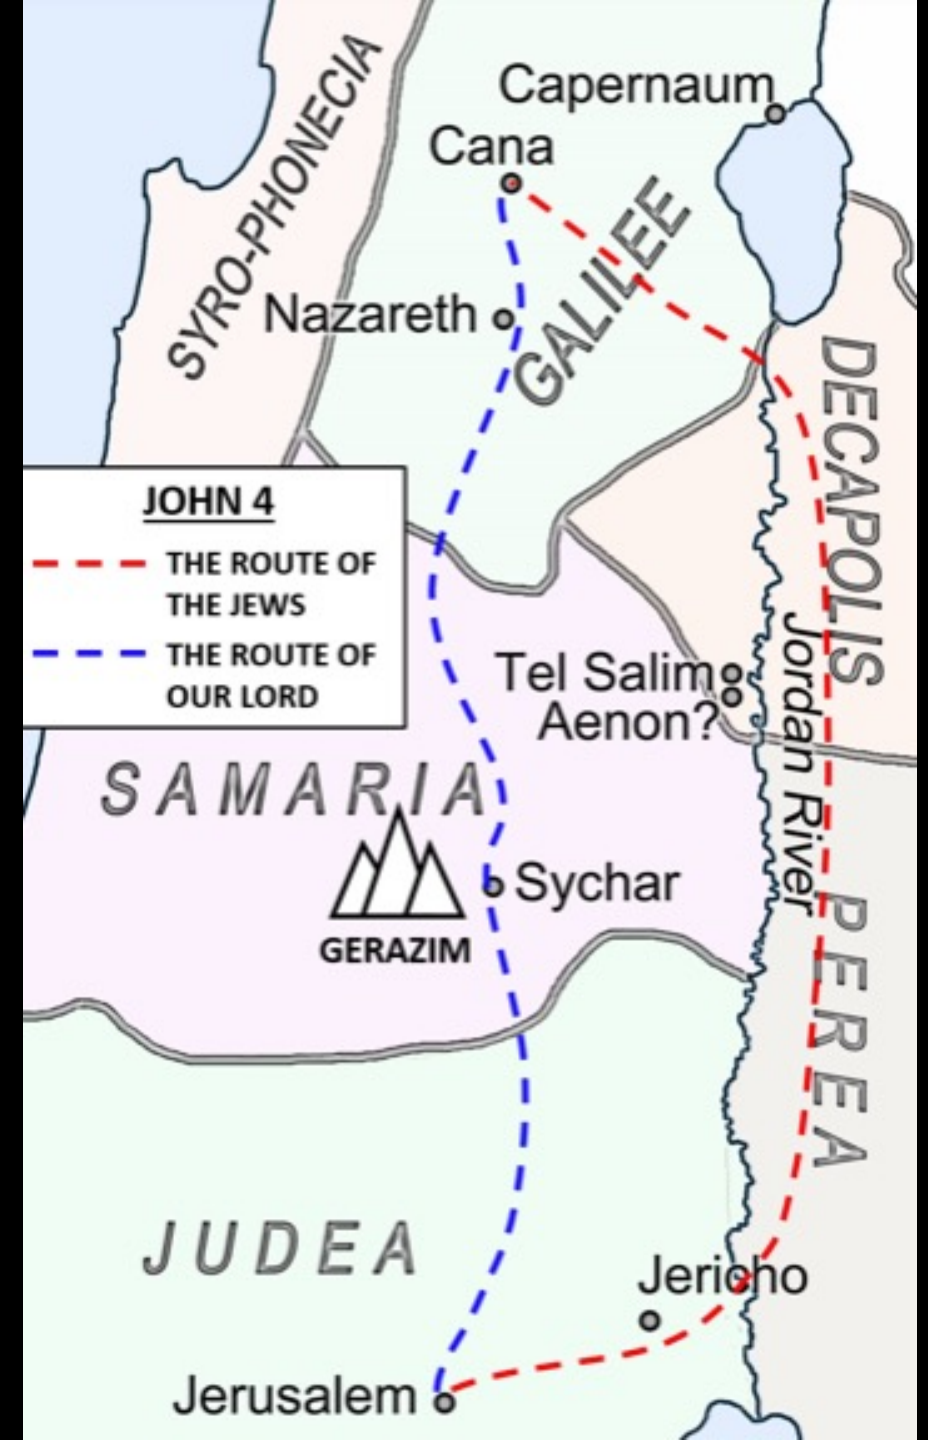 SYRO-PHONECIA
Capernaum
Cana
GALILEE
Nazareth
DECAPOLIS
JOHN 4
THE ROUTE OF
THE JEWS
THE ROUTE OF
OUR LORD
Tel Salim
Aenon?
Jordan River
SAMARIA
Sychar
GERAZIM
PEREA
JUDEA
Jericho
Jerusalem